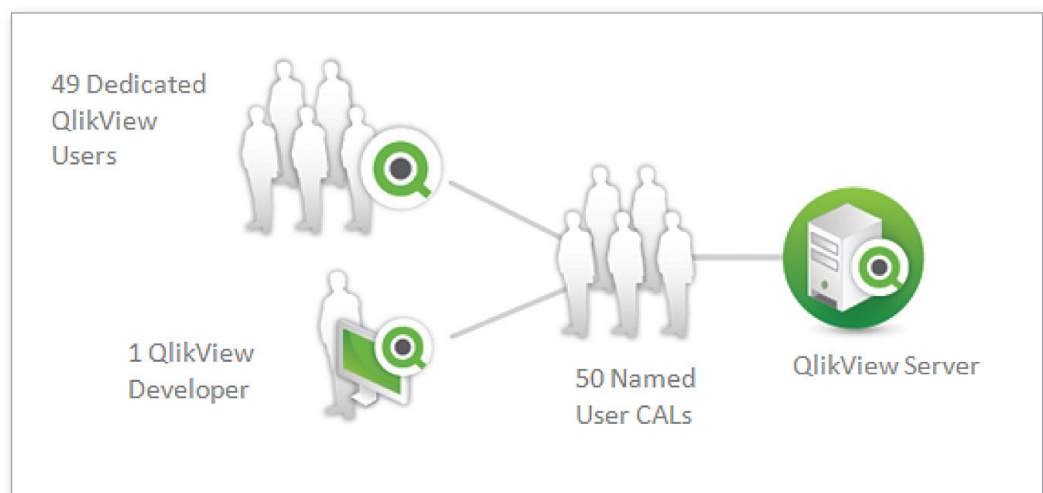 49 Dedicated
QlikView
Users
1 QlikView
Developer
50 Named
User CALs
QlikView Server